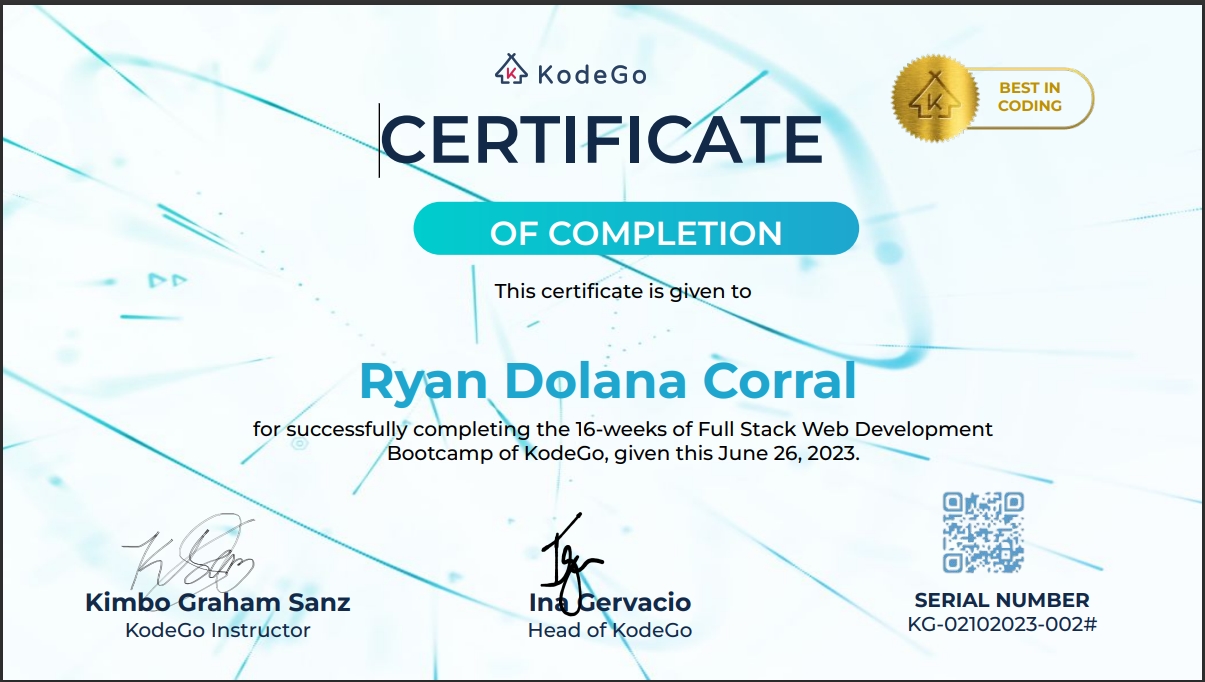 KodeGo
BEST IN
CODING
CERTIFICATE
OF COMPLETION
This certificate is given to
Ryan Dolana Corral
for successfully completing the 16-weeks of Full Stack Web Development
Bootcamp of KodeGo, given this June 26, 2023.
Kimbo Graham Sanz
KodeGo Instructor
Ina Gervacio
Head of KodeGo
SERIAL NUMBER
KG-02102023-002#